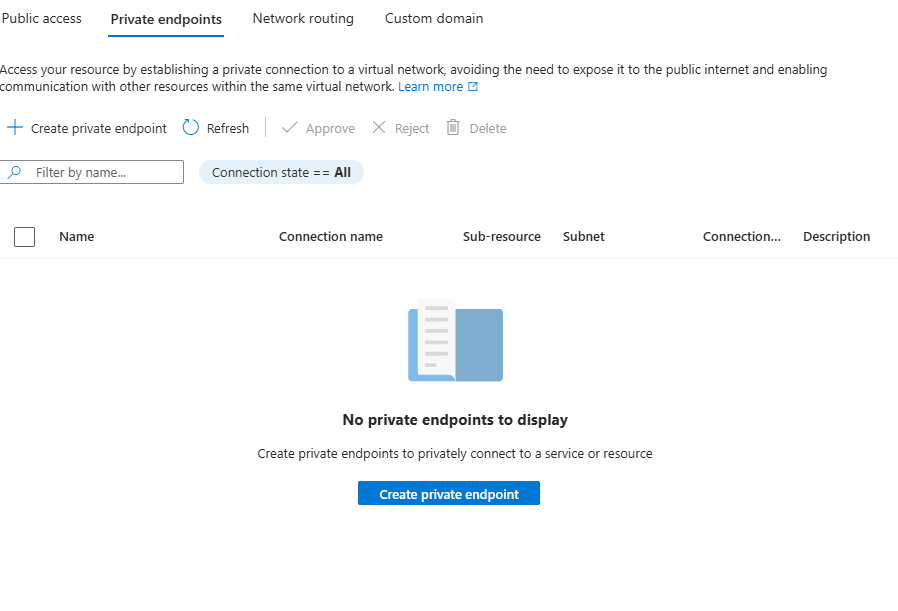 Public access Private endpoints Network routing Custom domain
Access your resource by establishing a private connection to a virtual network, avoiding the need to expose it to the public internet and enabling
communication with other resources within the same virtual network. Learn more
Create private endpoint Refresh Approve Reject Delete
Filter by name... Connection state == All
Name Connection name Sub-resource Subnet Connection... Description
No private endpoints to display
Create private endpoints to privately connect to a service or resource
Create private endpoint